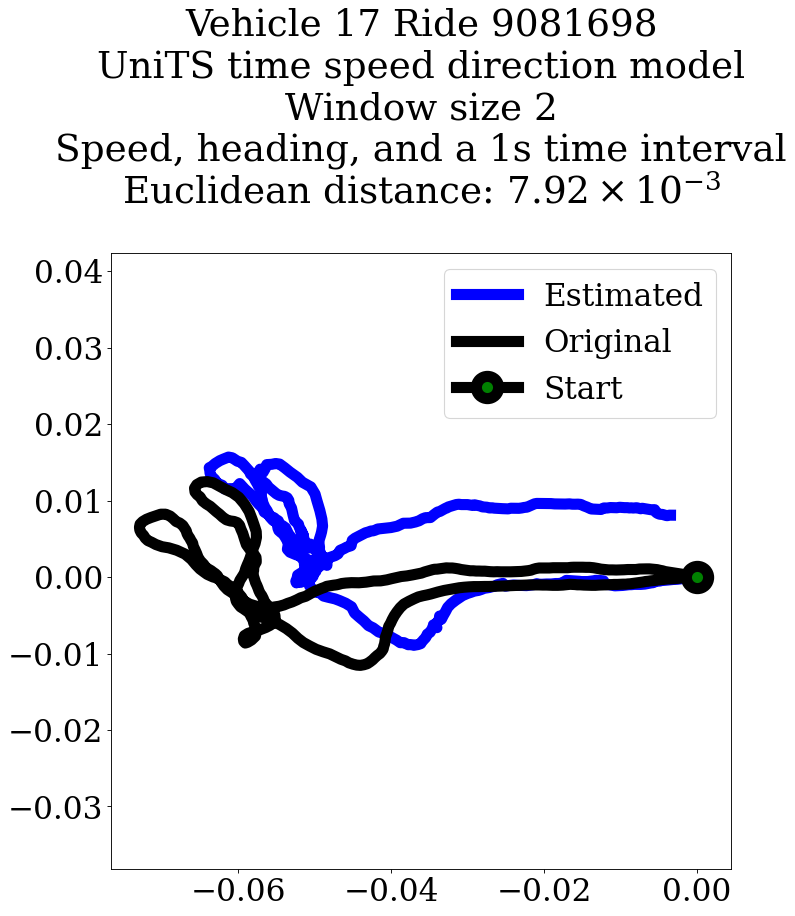 Vehicle 17 Ride 9081698
UniTS time speed direction model
Window size 2
Speed, heading, and a 1s time interval
Euclidean distance: 7.92 × 10⁻³
Estimated
Original
Start
0.04
0.03
0.02
0.01
0.00
−0.01
−0.02
−0.03
−0.06 −0.04 −0.02 0.00